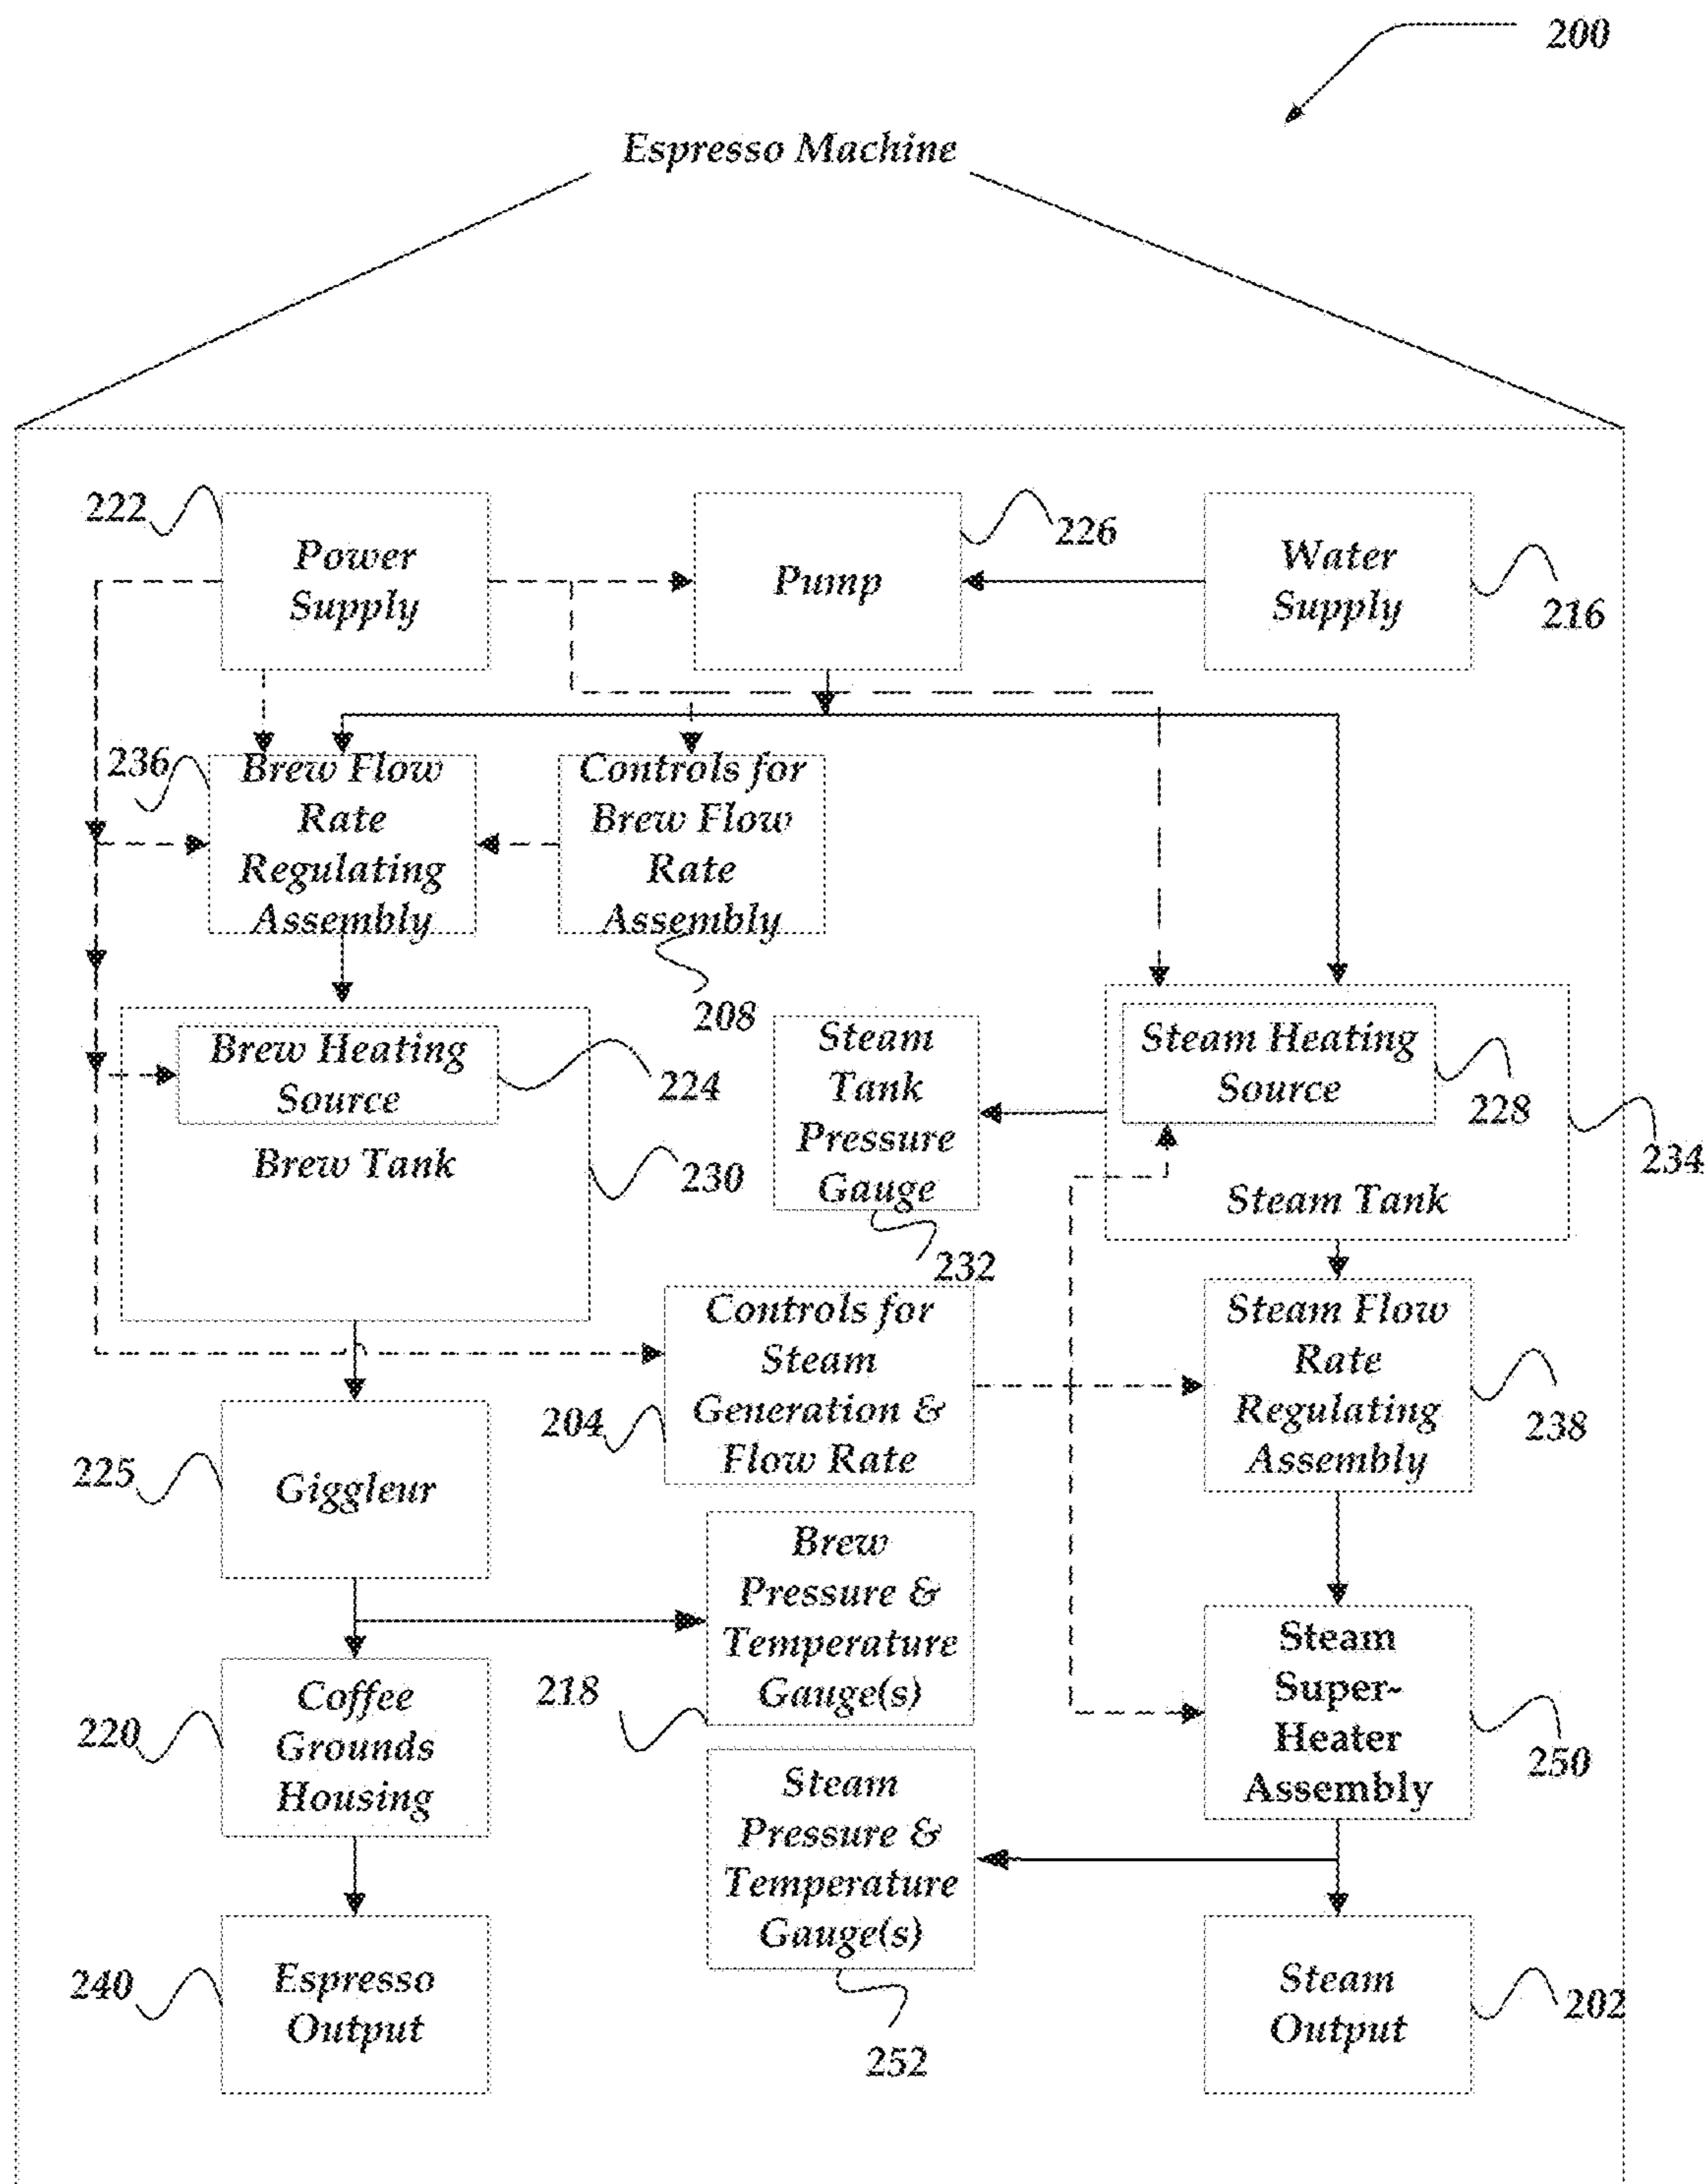 200
Espresso Machine
222
Power
Supply
Pump
226
Water
Supply
216
236
Brew Flow
Rate
Regulating
Assembly
Controls for
Brew Flow
Rate
Assembly
208
Brew Heating
Source
224
Brew Tank
230
Steam
Tank
Pressure
Gauge
232
Steam Heating
Source
228
Steam Tank
234
204
Controls for
Steam
Generation &
Flow Rate
Steam Flow
Rate
Regulating
Assembly
238
225
Giggleur
Brew
Pressure &
Temperature
Gauge(s)
218
220
Coffee
Grounds
Housing
Steam
Super-
Heater
Assembly
250
Steam
Pressure &
Temperature
Gauge(s)
252
240
Espresso
Output
Steam
Output
202